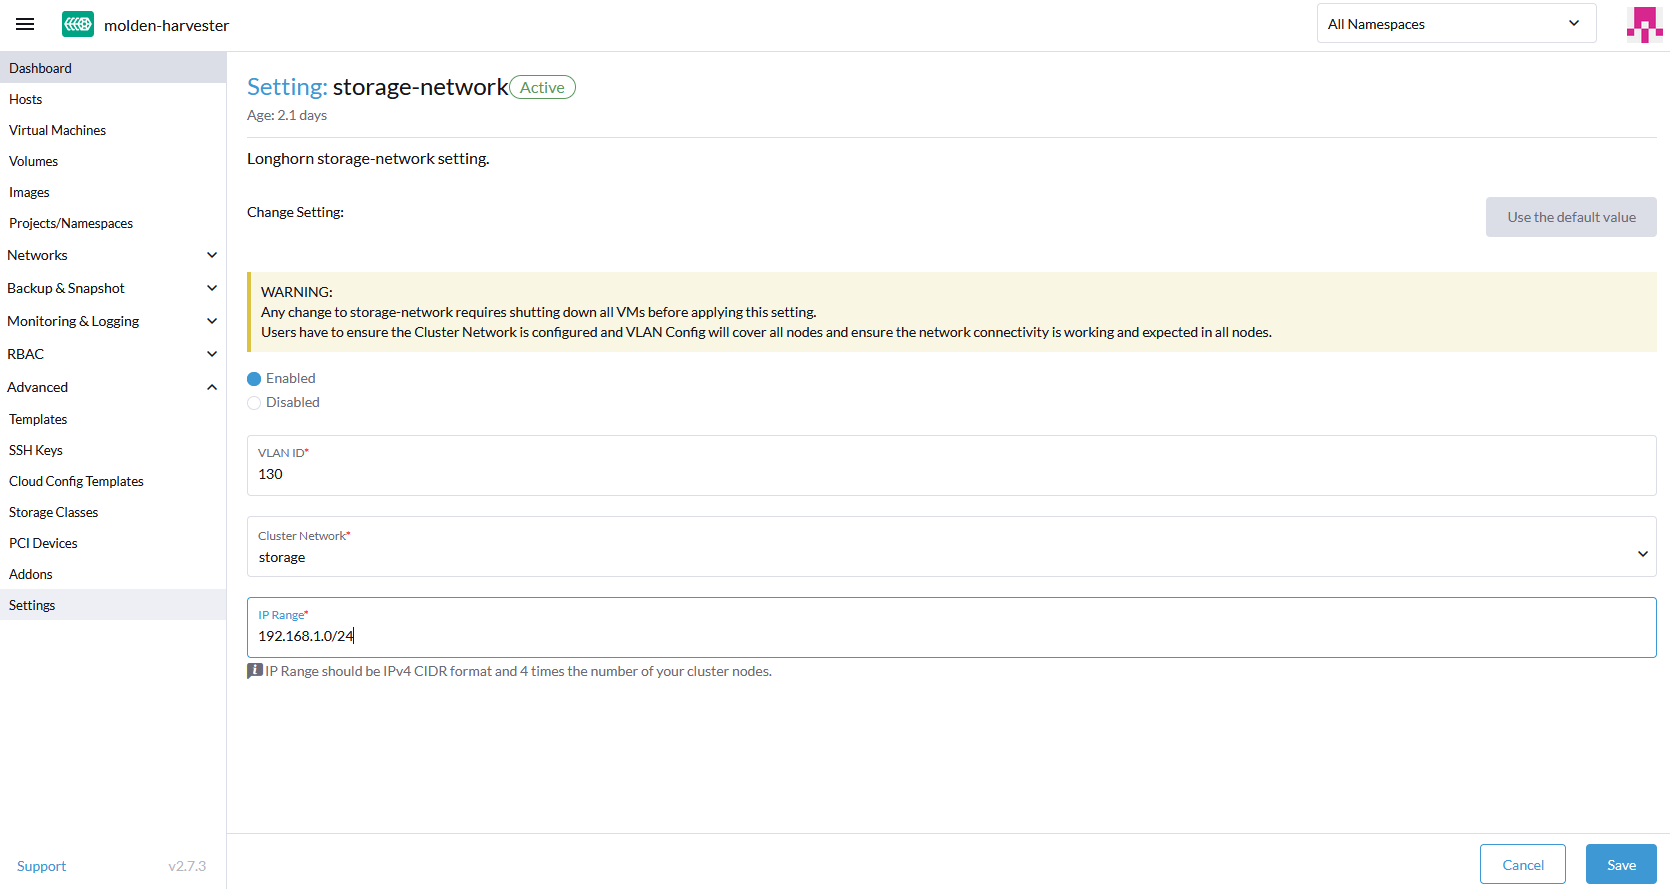 molden-harvester
All Namespaces
Dashboard
Hosts
Virtual Machines
Volumes
Images
Projects/Namespaces
Networks
Backup & Snapshot
Monitoring & Logging
RBAC
Advanced
Templates
SSH Keys
Cloud Config Templates
Storage Classes
PCI Devices
Addons
Settings
Support
v2.7.3
Setting: storage-network Active
Age: 2.1 days
Longhorn storage-network setting.
Change Setting:
Use the default value
WARNING:
Any change to storage-network requires shutting down all VMs before applying this setting.
Users have to ensure the Cluster Network is configured and VLAN Config will cover all nodes and ensure the network connectivity is working and expected in all nodes.
Enabled
Disabled
VLAN ID*
130
Cluster Network*
storage
IP Range*
192.168.1.0/24
IP Range should be IPv4 CIDR format and 4 times the number of your cluster nodes.
Cancel
Save